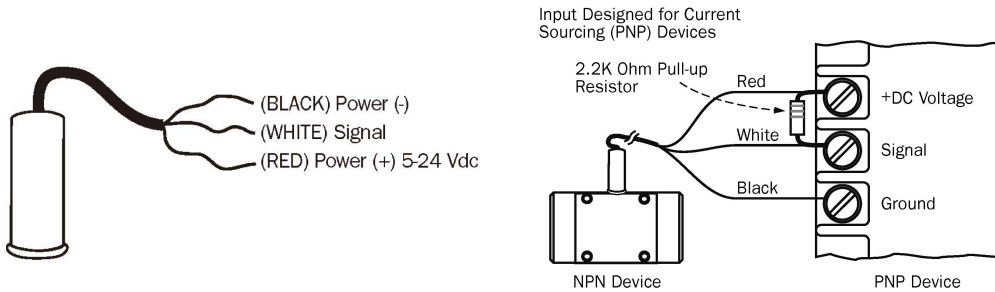 (BLACK) Power (-)
(WHITE) Signal
(RED) Power (+) 5-24 Vdc
Input Designed for Current
Sourcing (PNP) Devices
2.2K Ohm Pull-up
Resistor
Red
White
Black
+DC Voltage
Signal
Ground
NPN Device
PNP Device